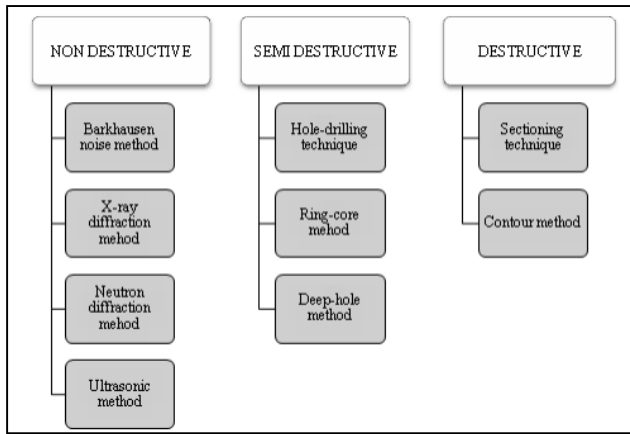 NON DESTRUCTIVE
Barkhausen
noise method
X-ray
diffraction mehod
Neutron
diffraction mehod
Ultrasonic
method
SEMI DESTRUCTIVE
Hole-drilling
technique
Ring-core
mehod
Deep-hole
method
DESTRUCTIVE
Sectioning
technique
Contour method